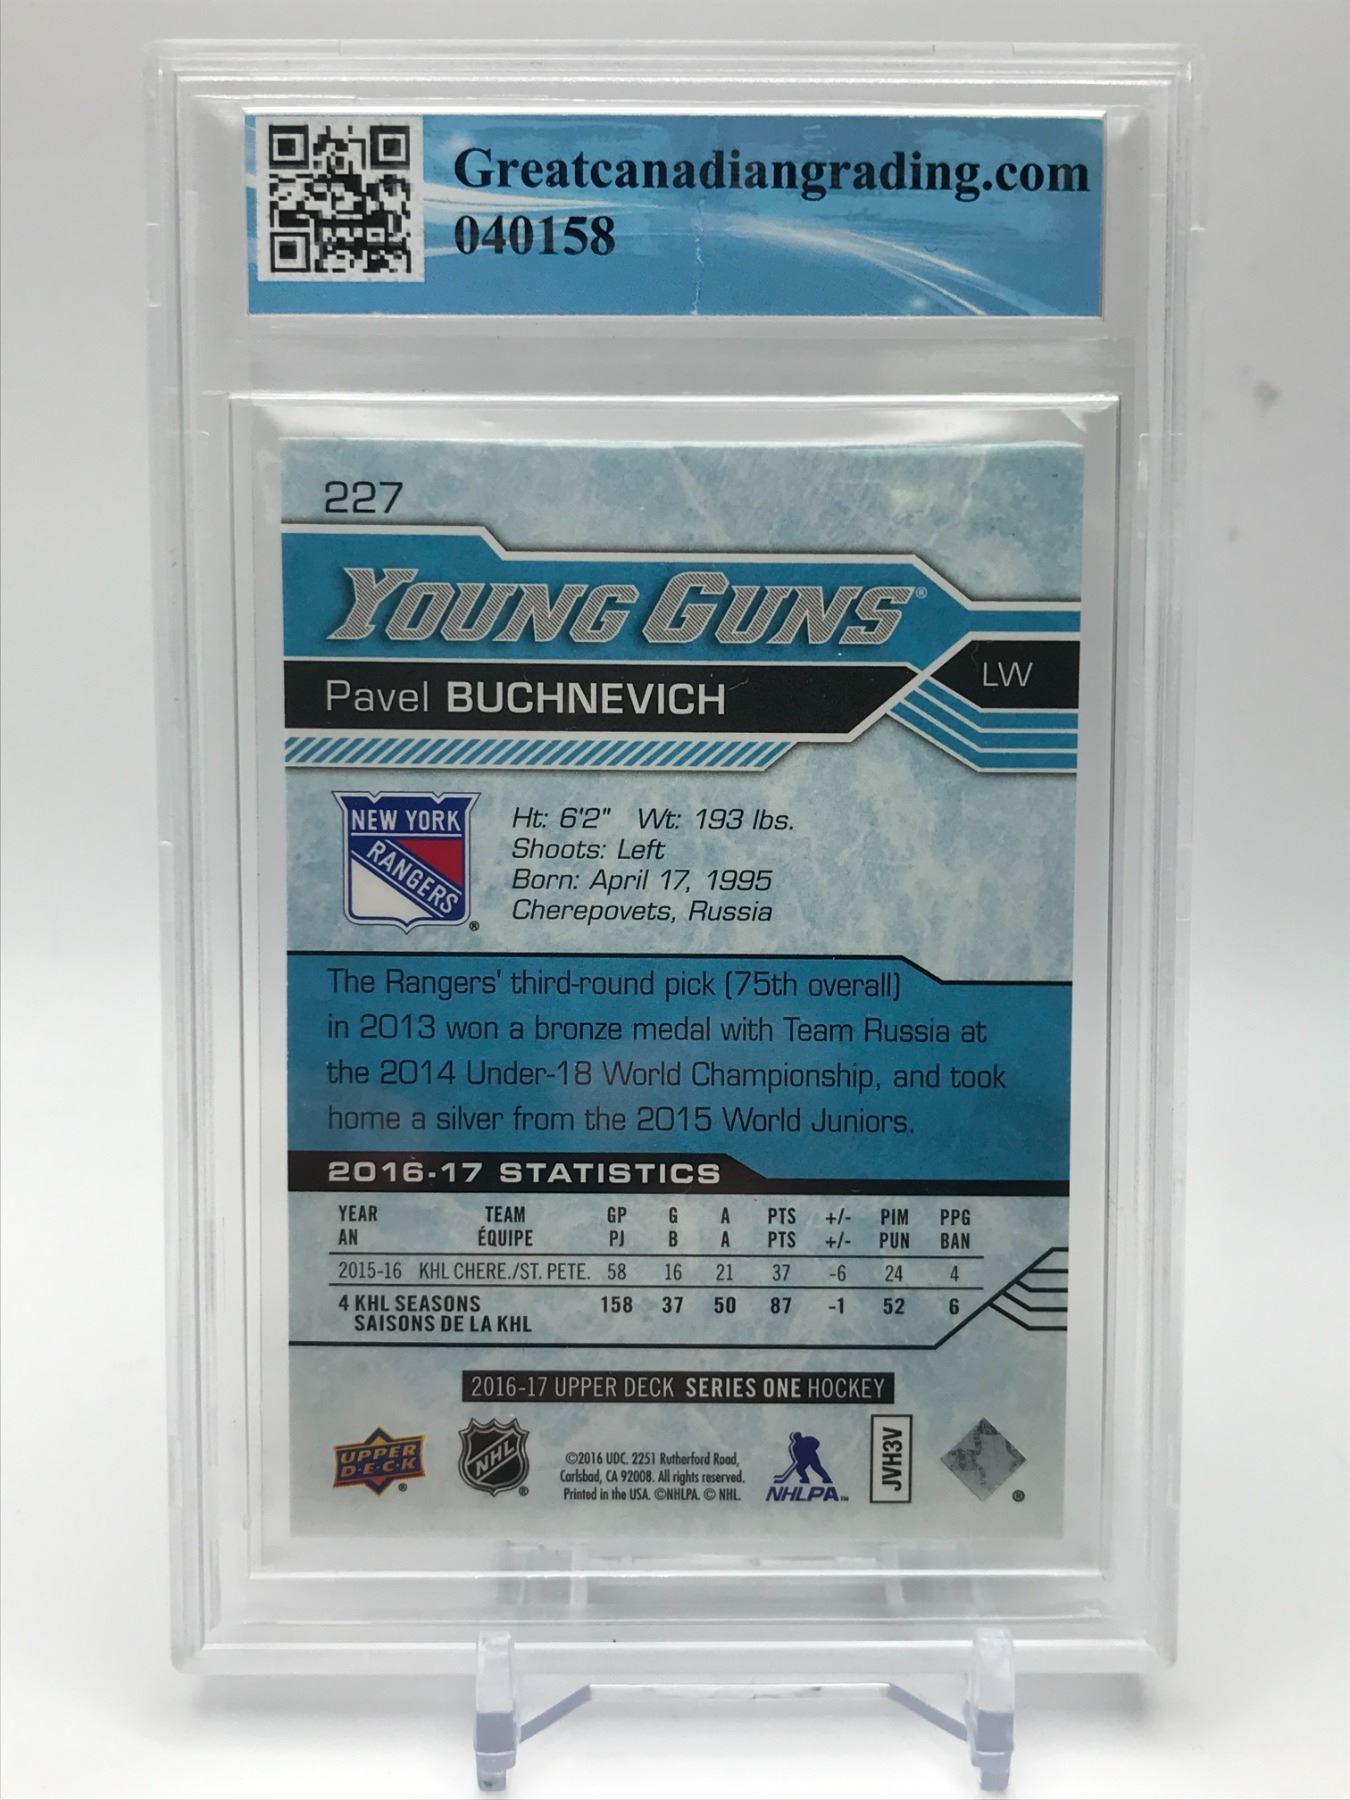 Greatcanadiangrading.com
040158
227
YOUNG GUNS®
LW
Pavel BUCHNEVICH
NEW YORK
RANGERS
®
Ht: 6'2" Wt: 193 lbs.
Shoots: Left
Born: April 17, 1995
Cherepovets, Russia
The Rangers' third-round pick (75th overall)
in 2013 won a bronze medal with Team Russia at
the 2014 Under-18 World Championship, and took
home a silver from the 2015 World Juniors.
2016-17 STATISTICS
YEAR TEAM GP G A PTS +/- PIM PPG
AN ÉQUIPE PJ B A PTS +/- PUN BAN
2015-16 KHL CHERE./ST. PETE. 58 16 21 37 -6 24 4
4 KHL SEASONS 158 37 50 87 -1 52 6
SAISONS DE LA KHL
2016-17 UPPER DECK SERIES ONE HOCKEY
UPPER
D·E·C·K
®
NHL
®
©2016 UDC. 2251 Rutherford Road,
Carlsbad, CA 92008. All rights reserved.
Printed in the USA. ©NHLPA. © NHL.
NHLPA™
JVH3V
®